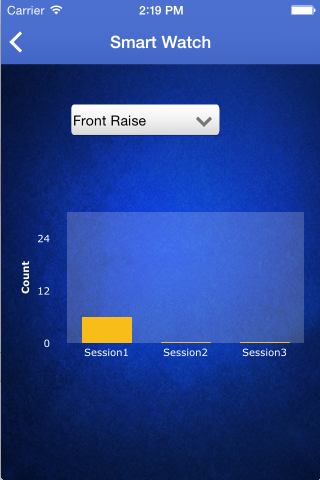 Carrier 2:19 PM
Smart Watch
Front Raise
24
Count
12
0
Session1 Session2 Session3